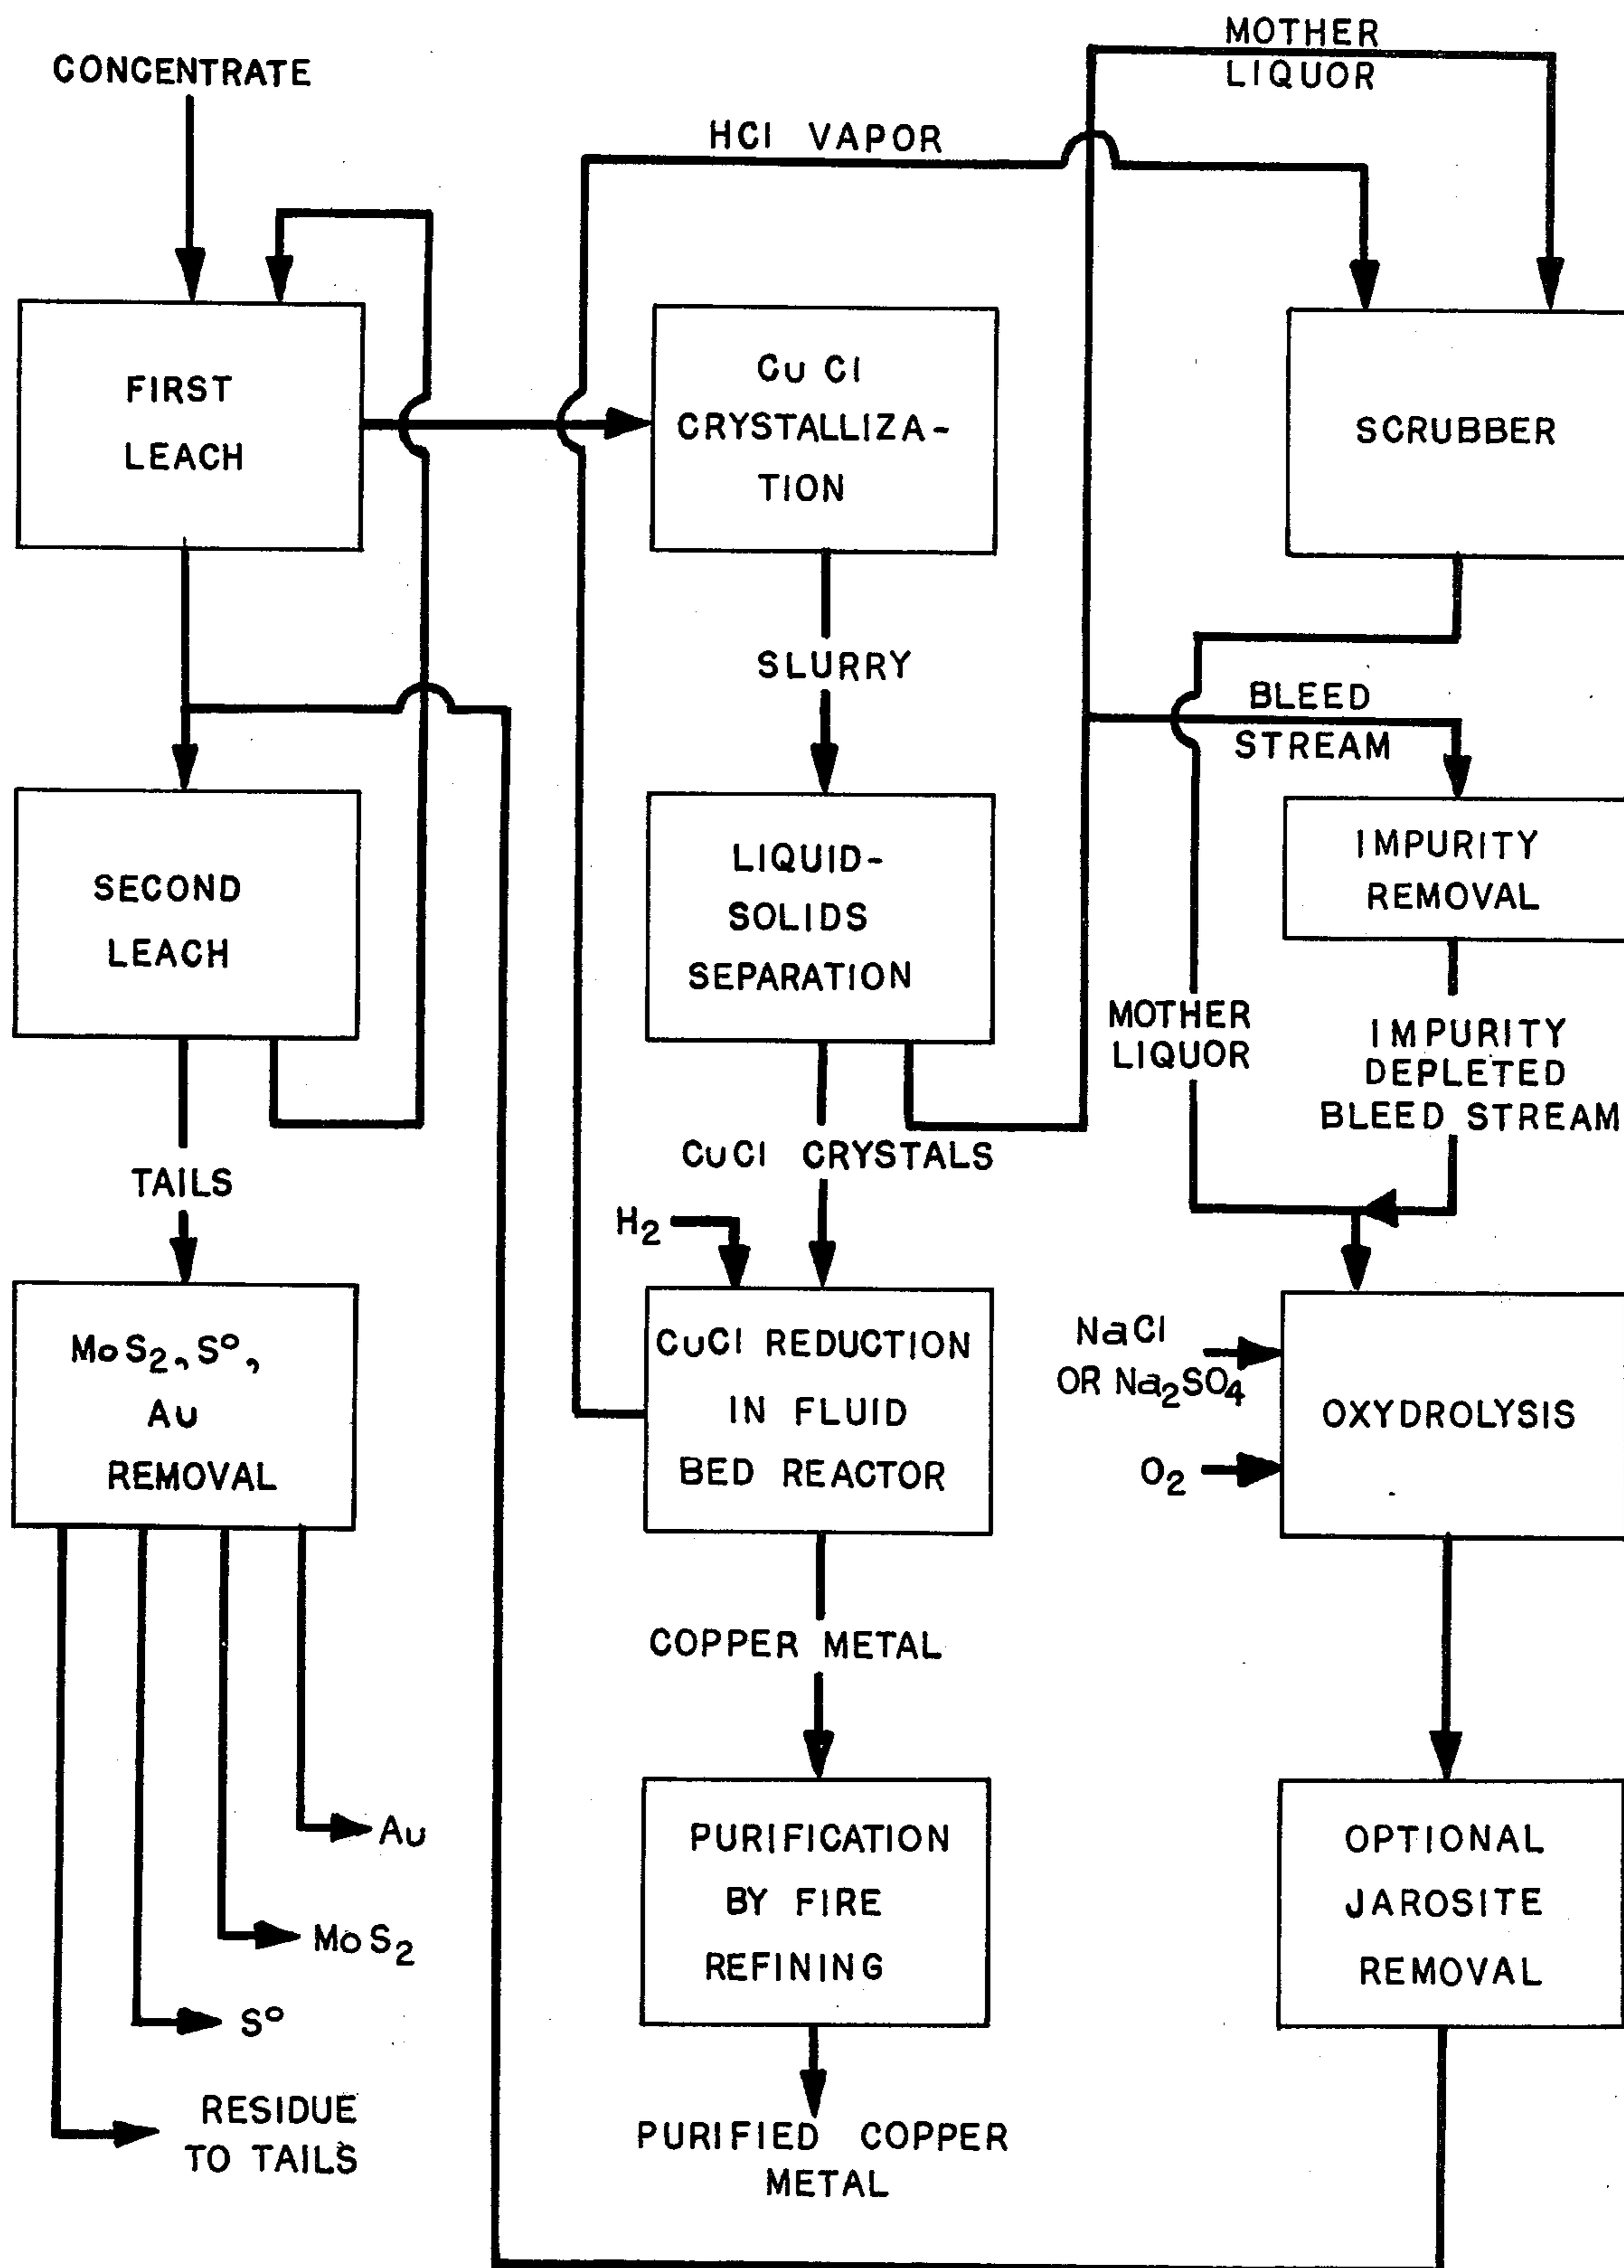 CONCENTRATE
MOTHER
LIQUOR
HCl VAPOR
FIRST
LEACH
CuCl
CRYSTALLIZA-
TION
SCRUBBER
SLURRY
BLEED
STREAM
SECOND
LEACH
LIQUID-
SOLIDS
SEPARATION
IMPURITY
REMOVAL
MOTHER
LIQUOR
IMPURITY
DEPLETED
BLEED STREAM
TAILS
CuCl CRYSTALS
H2
MoS2, S°,
Au
REMOVAL
CuCl REDUCTION
IN FLUID
BED REACTOR
NaCl
OR Na2SO4
O2
OXYDROLYSIS
COPPER METAL
Au
MoS2
S°
RESIDUE
TO TAILS
PURIFICATION
BY FIRE
REFINING
OPTIONAL
JAROSITE
REMOVAL
PURIFIED COPPER
METAL